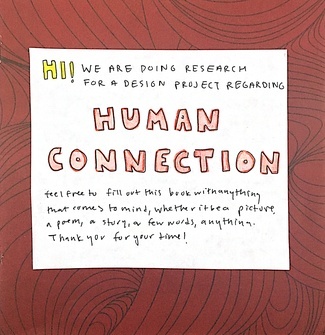 HI! WE ARE DOING RESEARCH
FOR A DESIGN PROJECT REGARDING
HUMAN
CONNECTION
feel free to fill out this book with anything
that comes to mind, whether it be a picture,
a poem, a story, a few words, anything.
Thank you for your time!